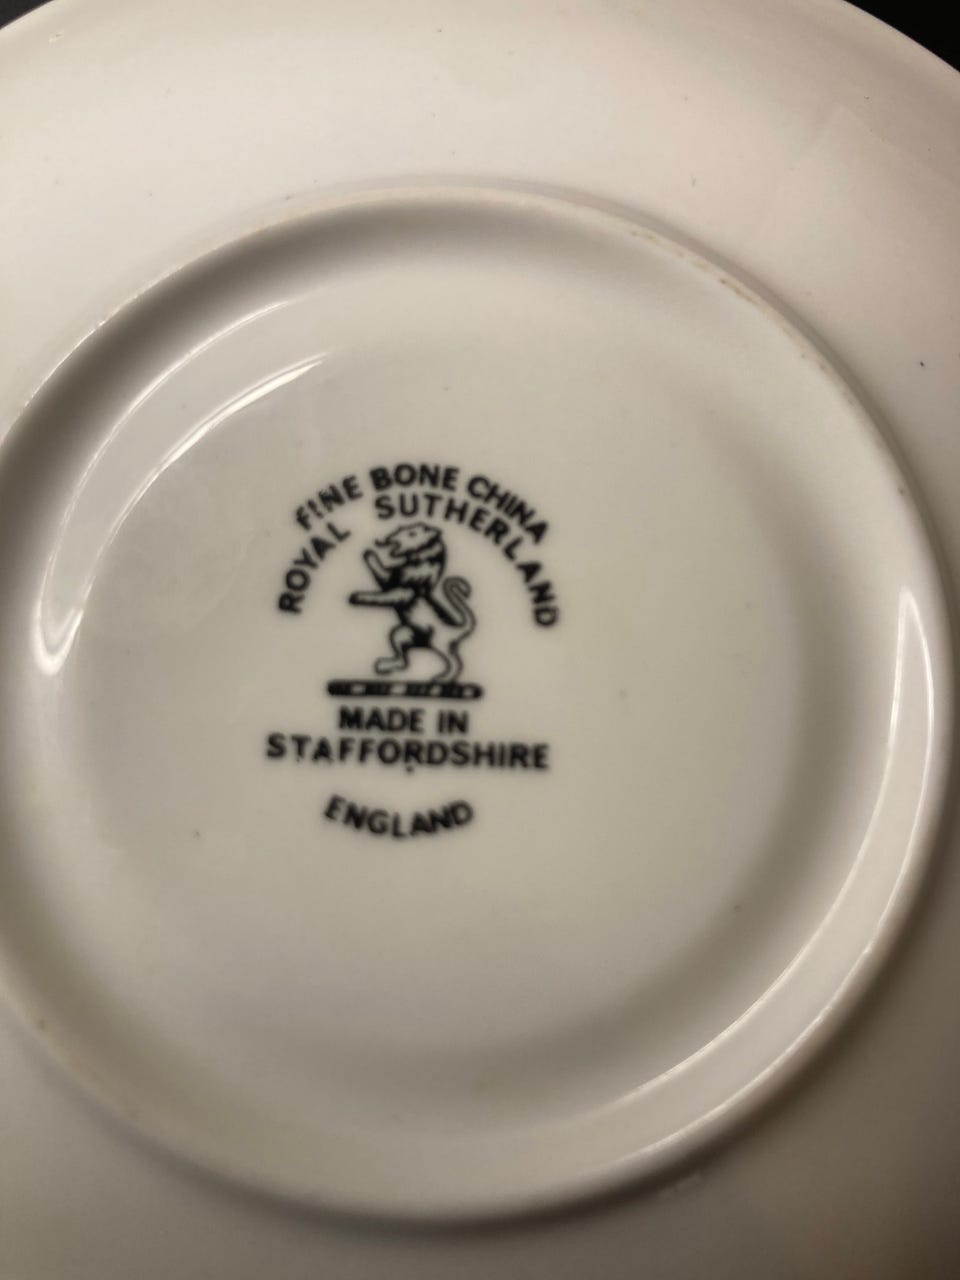 FINE BONE CHINA
ROYAL SUTHERLAND
MADE IN
STAFFORDSHIRE
ENGLAND